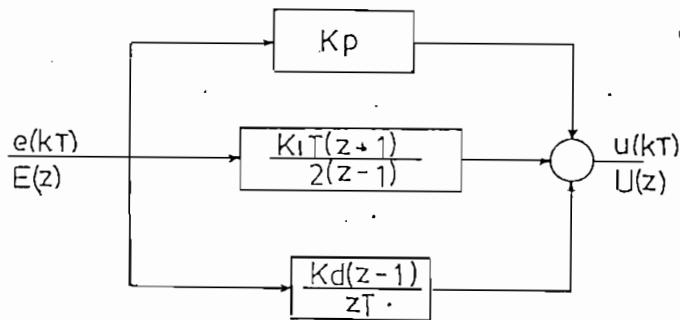 Kp
e(kT)
E(z)
KIT(z+1)
2(z-1)
u(kT)
U(z)
Kd(z-1)
zT